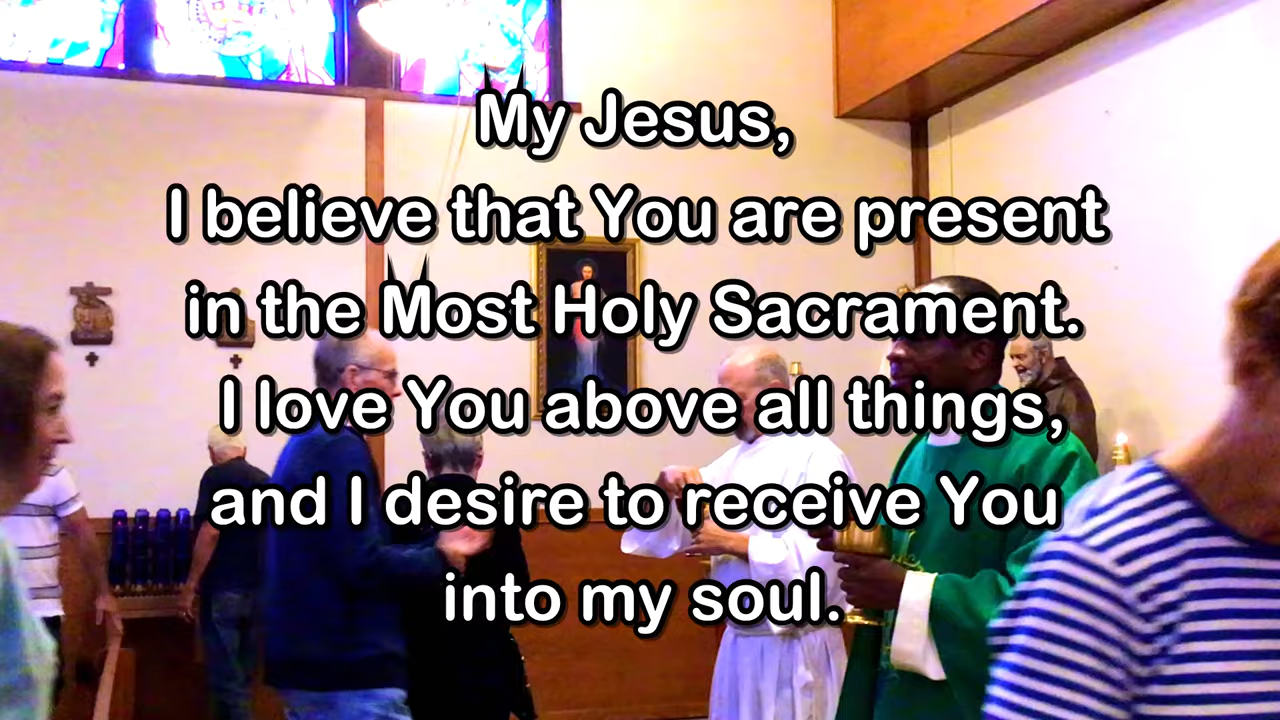 My Jesus,
I believe that You are present
in the Most Holy Sacrament.
I love You above all things,
and I desire to receive You
into my soul.